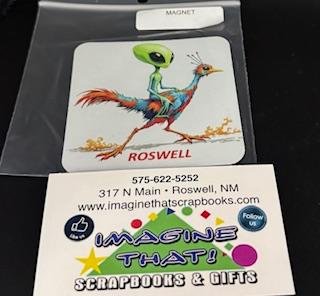 MAGNET
ROSWELL
575-622-5252
317 N Main • Roswell, NM
www.imaginethatscrapbooks.com
Like us
Follow us
IMAGINE
THAT!
SCRAPBOOKS & GIFTS